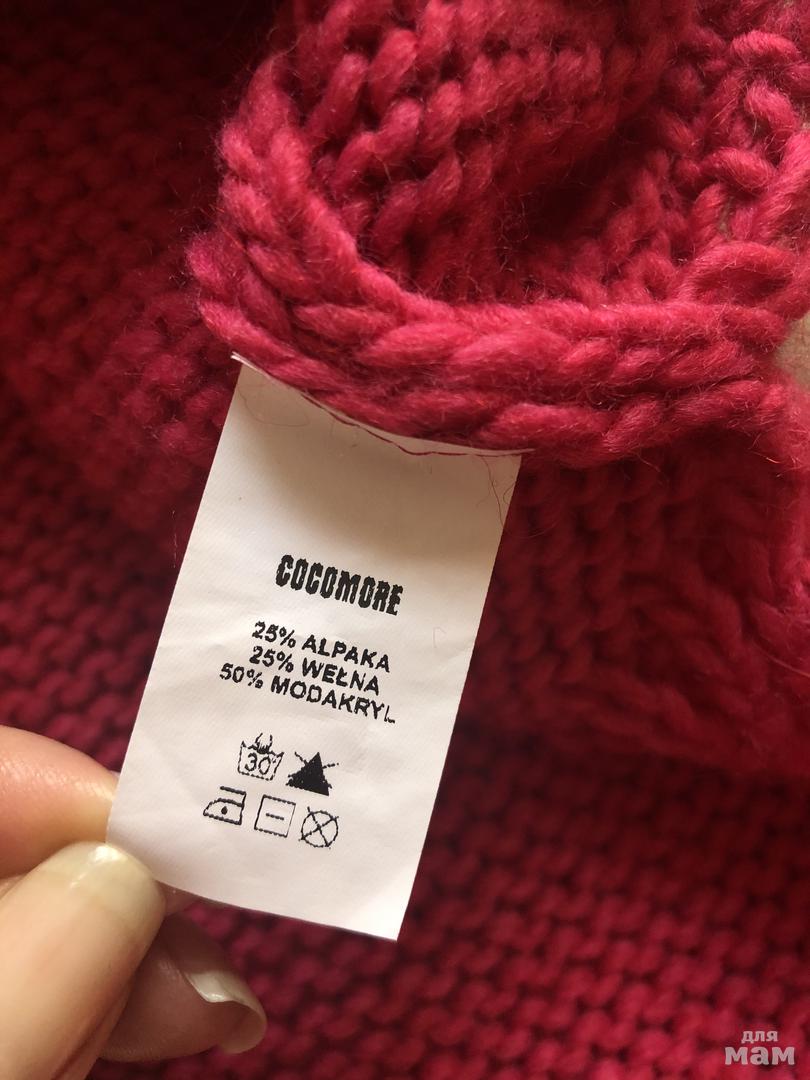 COCOMORE
25% ALPAKA
25% WEŁNA
50% MODAKRYL
30
для
мам